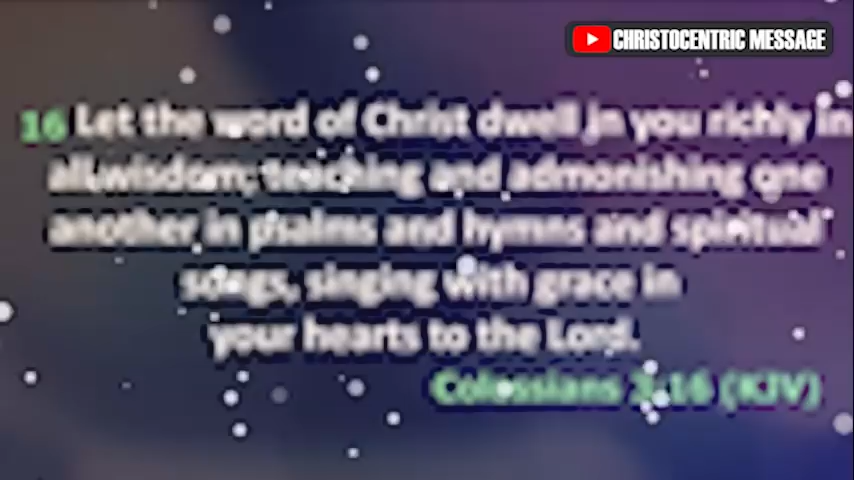 CHRISTOCENTRIC MESSAGE
16 Let the word of Christ dwell in you richly in
all wisdom; teaching and admonishing one
another in psalms and hymns and spiritual
songs, singing with grace in
your hearts to the Lord.
Colossians 3:16 (KJV)